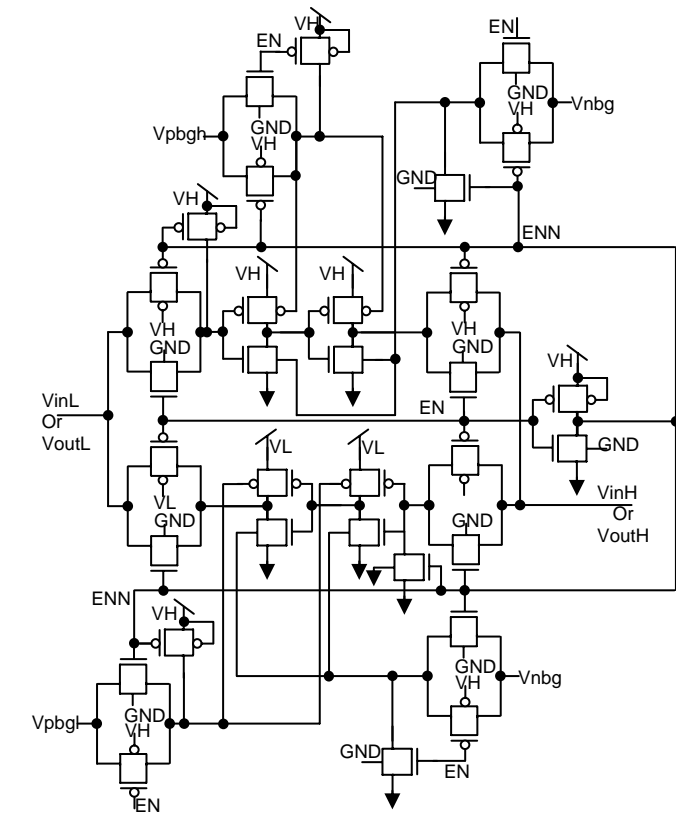 VH
EN
EN
GND
VH
Vnbg
Vpbgh
GND
VH
GND
VH
ENN
VH
VH
VH
GND
VH
GND
VH
EN
VinL
Or
VoutL
GND
VL
VL
VL
GND
GND
VinH
Or
VoutH
ENN
VH
GND
VH
Vnbg
Vpbgl
GND
VH
GND
EN
EN